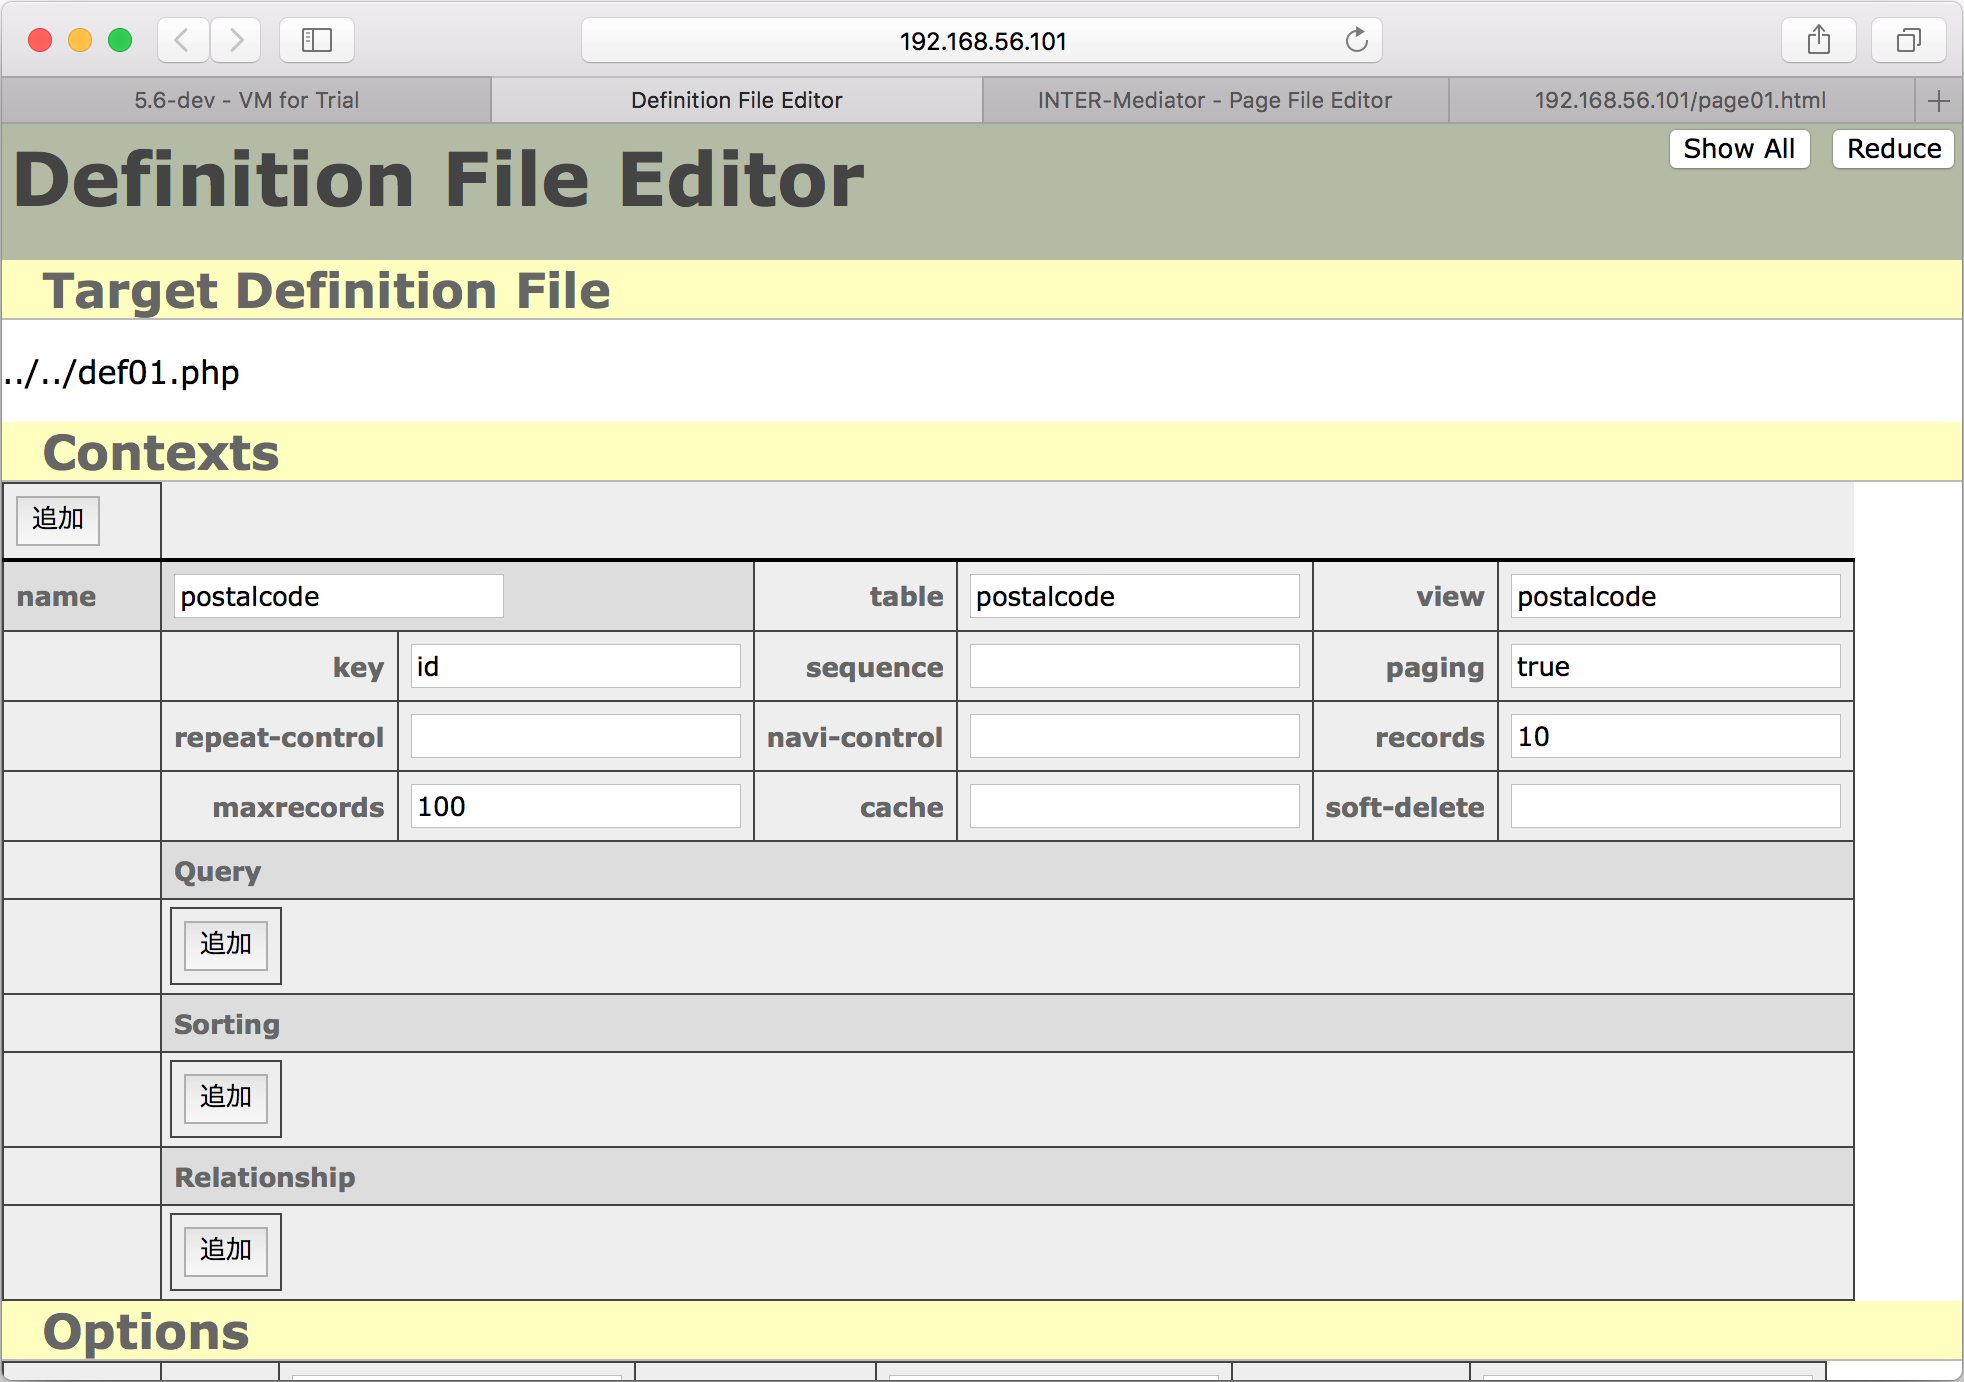 192.168.56.101
5.6-dev - VM for Trial
Definition File Editor
INTER-Mediator - Page File Editor
192.168.56.101/page01.html
Definition File Editor
Show All
Reduce
Target Definition File
../../def01.php
Contexts
追加
name postalcode table postalcode view postalcode
key id sequence paging true
repeat-control navi-control records 10
maxrecords 100 cache soft-delete
Query
追加
Sorting
追加
Relationship
追加
Options